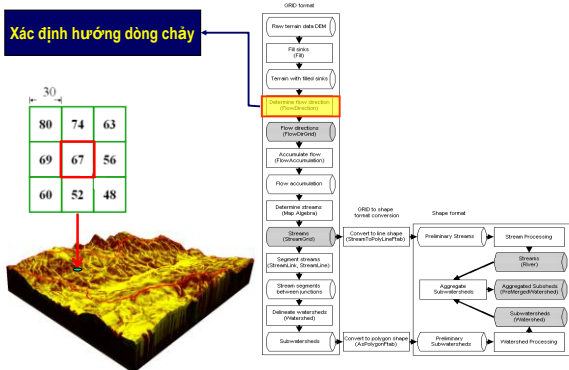 Xác định hướng dòng chảy
30
80 74 63
69 67 56
60 52 48
GRID format
Raw terrain data DEM
Fill sinks
(Fill)
Terrain with filled sinks
Determine flow direction
(FlowDirection)
Flow directions
(FlowDirGrid)
Accumulate flow
(FlowAccumulation)
Flow accumulation
Determine streams
(Map Algebra)
Streams
(StreamGrid)
Segment streams
(StreamLink, StreamLine)
Stream segments
between junctions
Delineate watersheds
(Watershed)
Subwatersheds
GRID to shape
format conversion
Convert to line shape
(StreamToPolyLineFtab)
Convert to polygon shape
(AsPolygonFtab)
Shape format
Preliminary Streams
Stream Processing
Streams
(River)
Aggregate
Subwatersheds
Aggregated Subsheds
(PreMergedWatershed)
Subwatersheds
(Watershed)
Preliminary
Subwatersheds
Watershed Processing